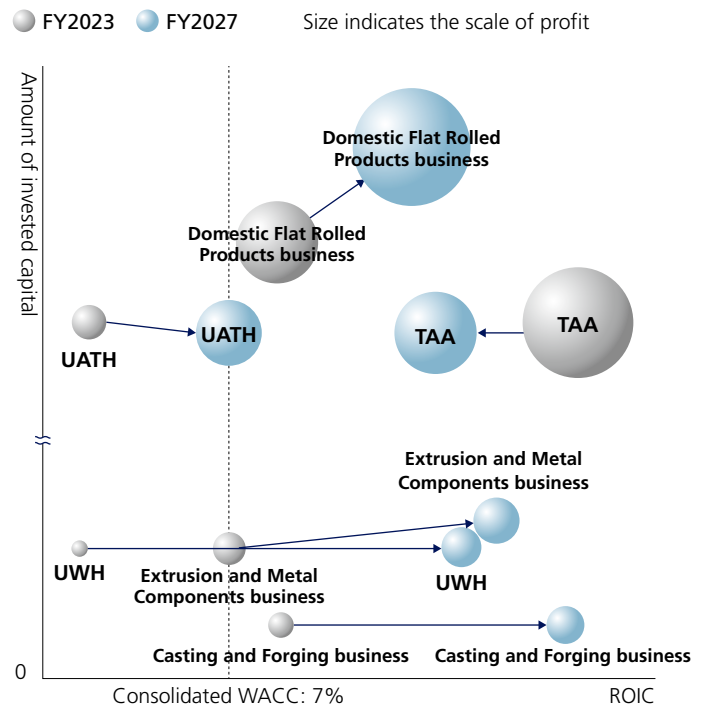 FY2023 FY2027 Size indicates the scale of profit
Amount of invested capital
Domestic Flat Rolled
Products business
Domestic Flat Rolled
Products business
UATH
UATH
TAA
TAA
Extrusion and Metal
Components business
UWH
Extrusion and Metal
Components business
UWH
Casting and Forging business
Casting and Forging business
0
Consolidated WACC: 7%
ROIC